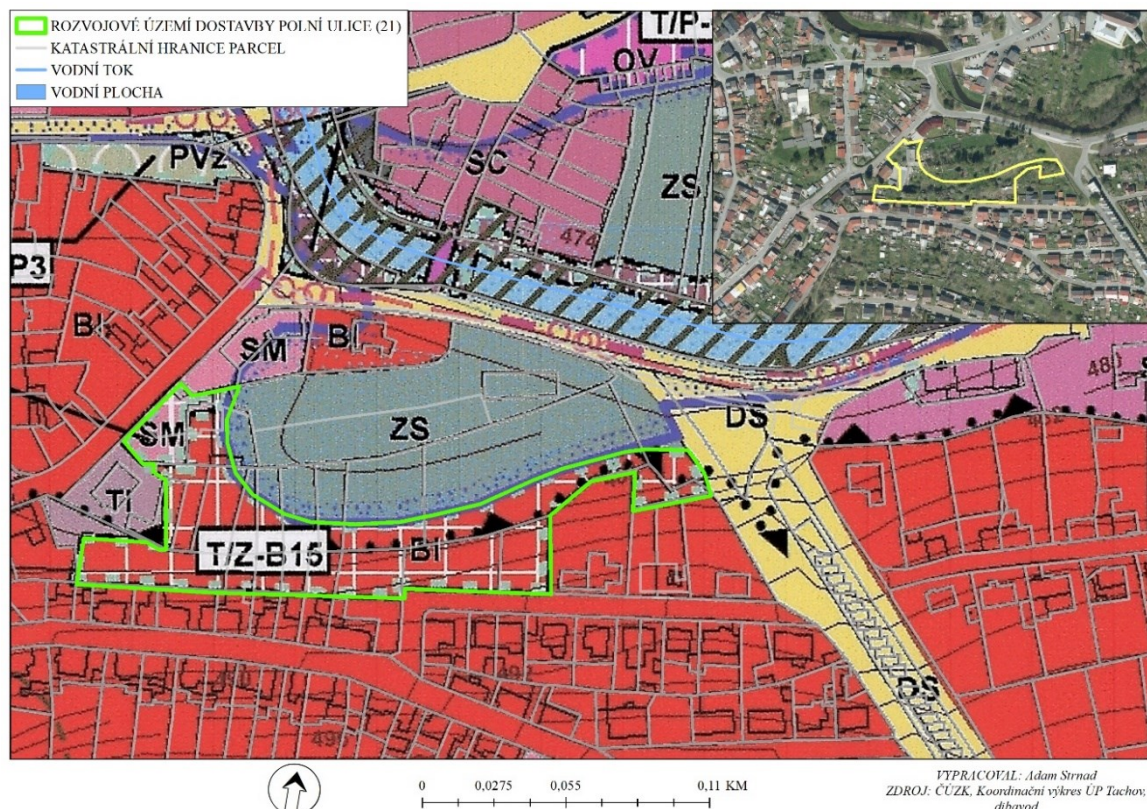 ROZVOJOVÉ ÚZEMÍ DOSTAVBY POLNÍ ULICE (21)
KATASTRÁLNÍ HRANICE PARCEL
VODNÍ TOK
VODNÍ PLOCHA
T/P-
OV
PVz
SC
ZS
474
P3
BI
SM
BI
480
SM
ZS
DS
TI
T/Z-B15
BI
DS
0 0,0275 0,055 0,11 KM
VYPRACOVAL: Adam Strnad
ZDROJ: ČÚZK, Koordinační výkres ÚP Tachov,
dibavod